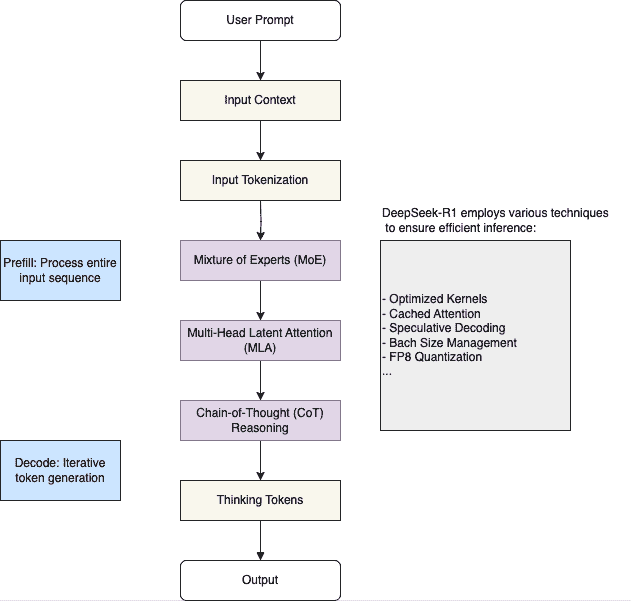 User Prompt
Input Context
Input Tokenization
DeepSeek-R1 employs various techniques
to ensure efficient inference:
Prefill: Process entire
input sequence
Mixture of Experts (MoE)
- Optimized Kernels
- Cached Attention
- Speculative Decoding
- Bach Size Management
- FP8 Quantization
...
Multi-Head Latent Attention
(MLA)
Chain-of-Thought (CoT)
Reasoning
Decode: Iterative
token generation
Thinking Tokens
Output